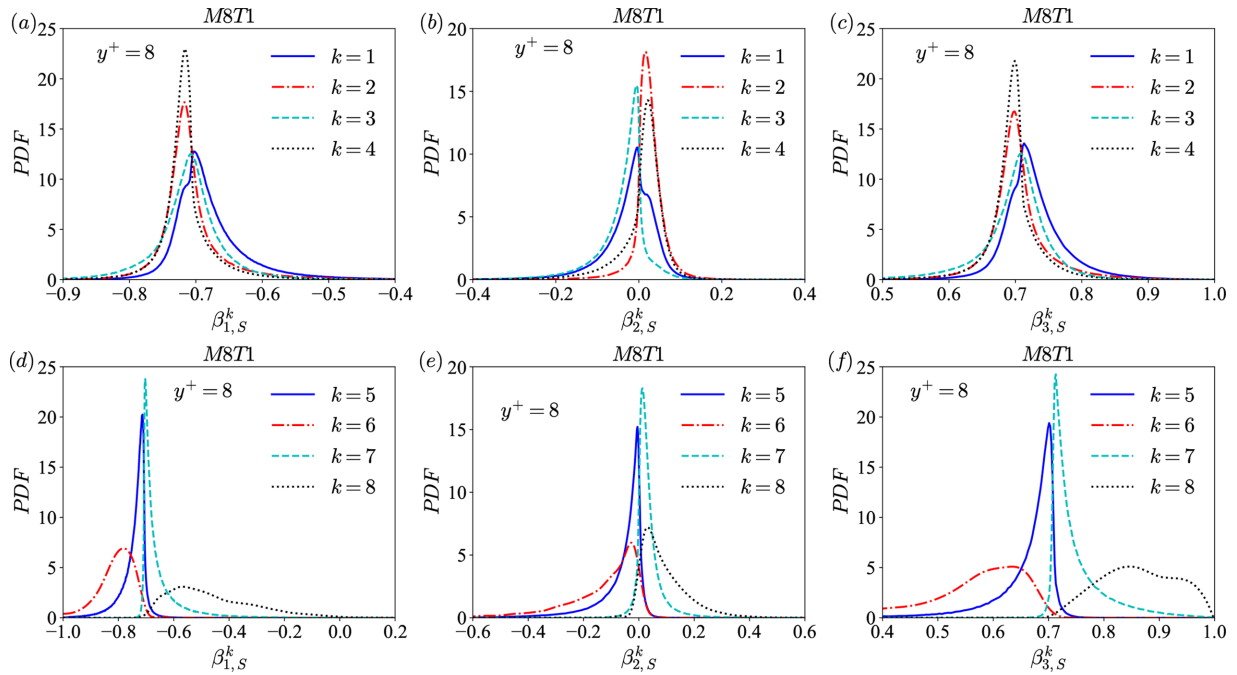 (a)
M8T1
y⁺ = 8
k = 1
k = 2
k = 3
k = 4
PDF
25
20
15
10
5
0
−0.9 −0.8 −0.7 −0.6 −0.5 −0.4
β₁,ₛᵏ
(b)
M8T1
y⁺ = 8
k = 1
k = 2
k = 3
k = 4
PDF
20
15
10
5
0
−0.4 −0.2 0.0 0.2 0.4
β₂,ₛᵏ
(c)
M8T1
y⁺ = 8
k = 1
k = 2
k = 3
k = 4
PDF
25
20
15
10
5
0
0.5 0.6 0.7 0.8 0.9 1.0
β₃,ₛᵏ
(d)
M8T1
y⁺ = 8
k = 5
k = 6
k = 7
k = 8
PDF
25
20
15
10
5
0
−1.0 −0.8 −0.6 −0.4 −0.2 0.0 0.2
β₁,ₛᵏ
(e)
M8T1
y⁺ = 8
k = 5
k = 6
k = 7
k = 8
PDF
20
15
10
5
0
−0.6 −0.4 −0.2 0.0 0.2 0.4 0.6
β₂,ₛᵏ
(f)
M8T1
y⁺ = 8
k = 5
k = 6
k = 7
k = 8
PDF
25
20
15
10
5
0
0.4 0.5 0.6 0.7 0.8 0.9 1.0
β₃,ₛᵏ